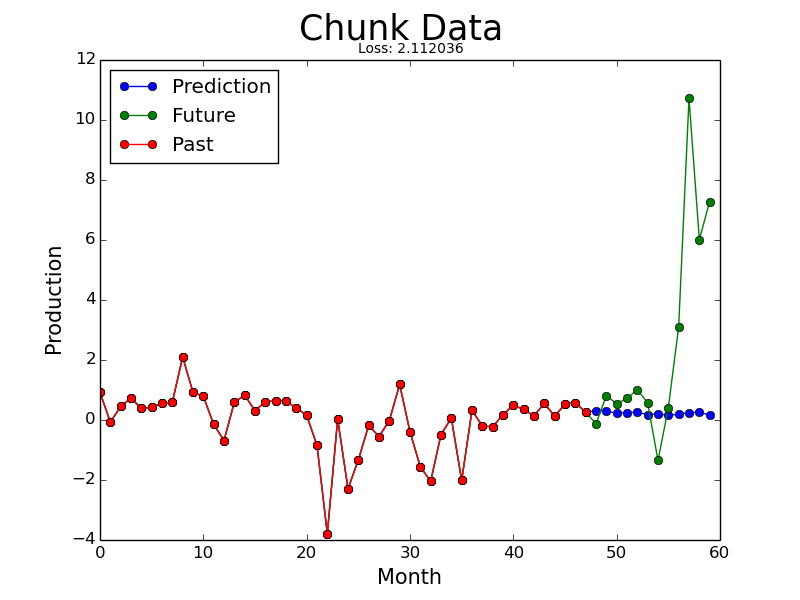 Chunk Data
Loss: 2.112036
12
10
8
6
4
2
0
−2
−4
Prediction
Future
Past
Production
0 10 20 30 40 50 60
Month